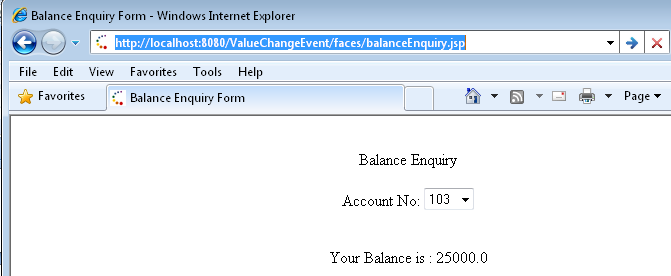 Balance Enquiry Form - Windows Internet Explorer
http://localhost:8080/ValueChangeEvent/faces/balanceEnquiry.jsp
File Edit View Favorites Tools Help
Favorites Balance Enquiry Form Page
Balance Enquiry
Account No: 103
Your Balance is : 25000.0